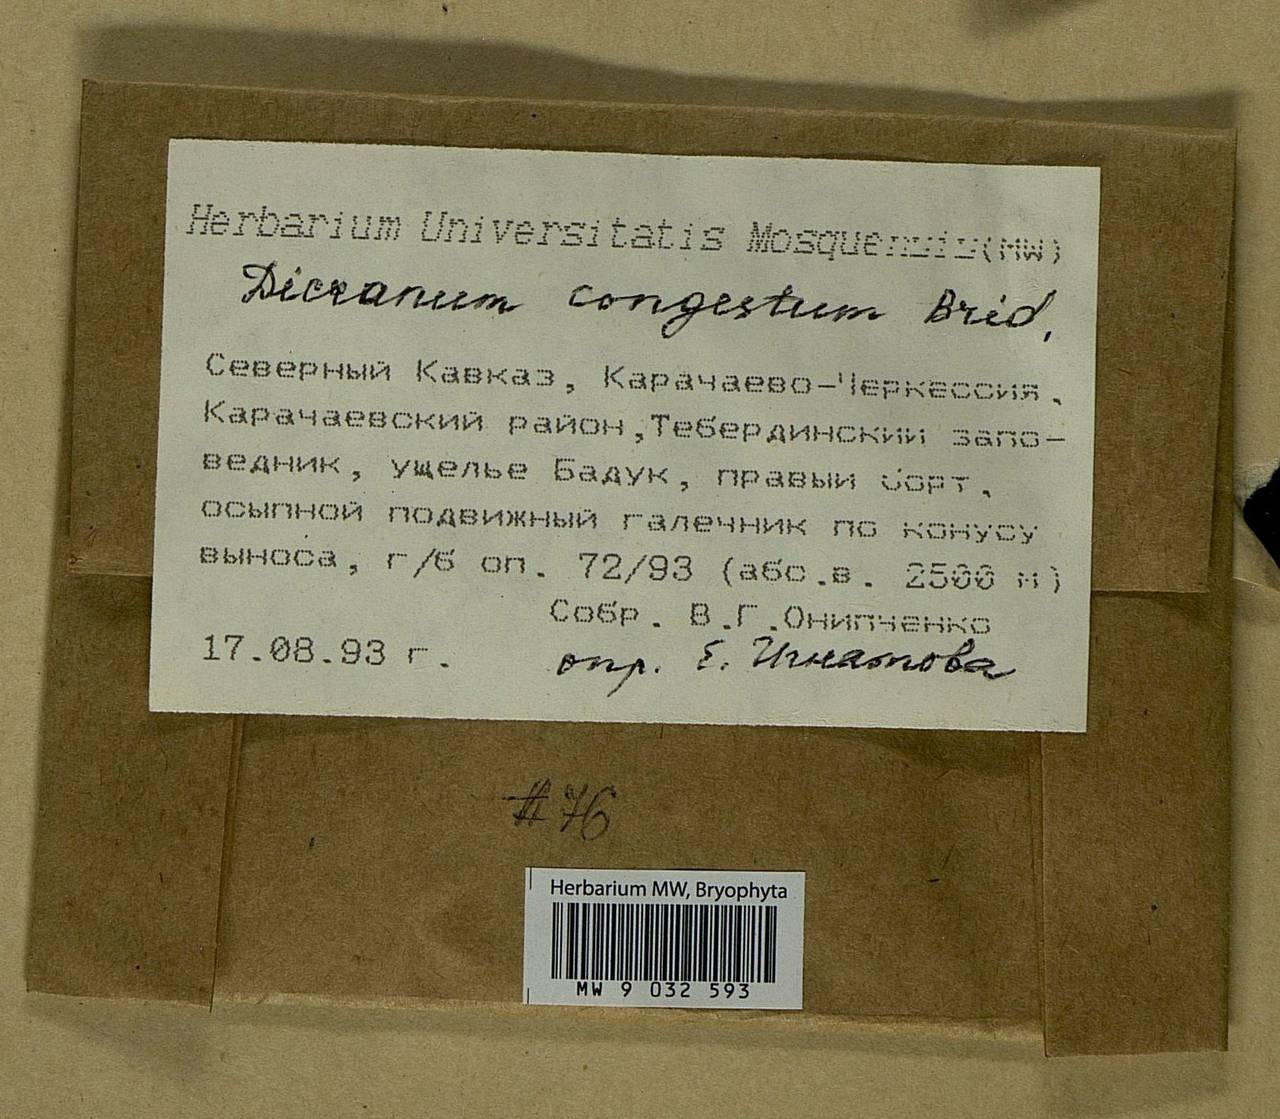 Herbarium Universitatis Mosquensis(MW)
Dicranum congestum Brid.
Северный Кавказ, Карачаево-Черкессия,
Карачаевский район,Тебердинский запо-
ведник, ущелье Бадук, правый борт,
осыпной подвижный галечник по конусу
выноса, г/б оп. 72/93 (абс.в. 2500 м)
Собр. В.Г.Онипченко
17.08.93 г. опр. Е. Игнатова
#76
Herbarium MW, Bryophyta
MW 9 032 593